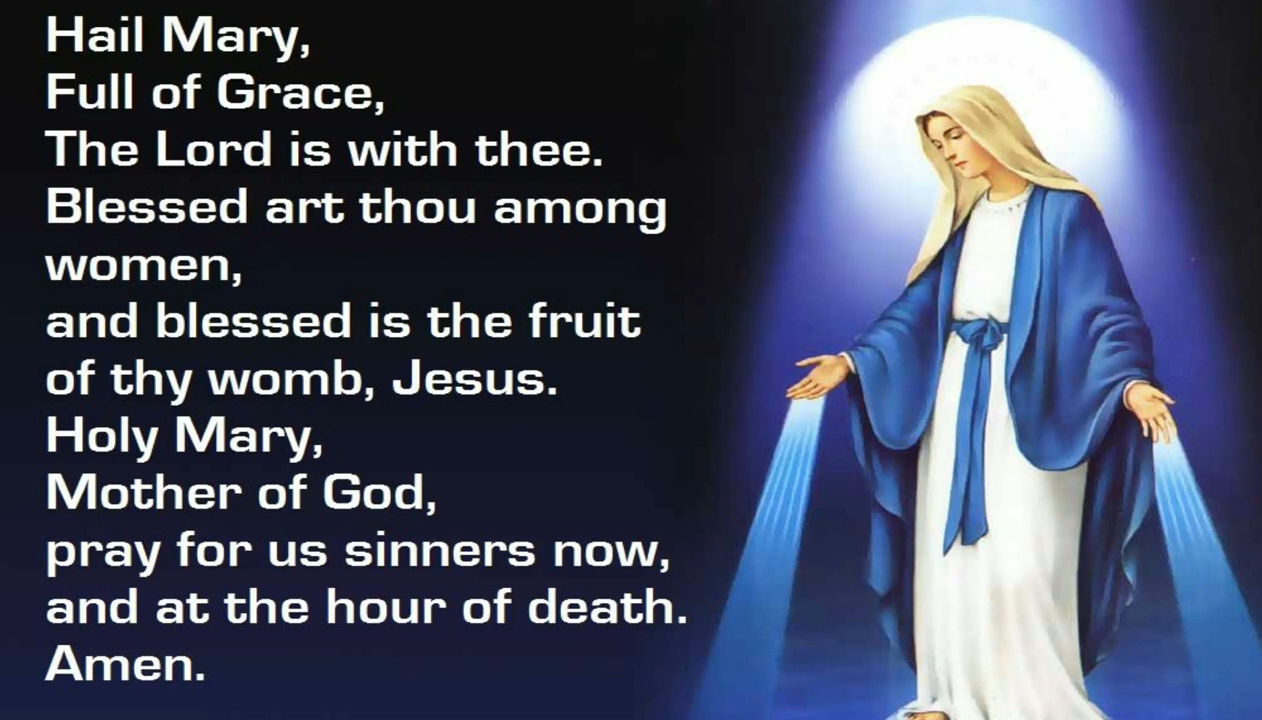 Hail Mary,
Full of Grace,
The Lord is with thee.
Blessed art thou among
women,
and blessed is the fruit
of thy womb, Jesus.
Holy Mary,
Mother of God,
pray for us sinners now,
and at the hour of death.
Amen.